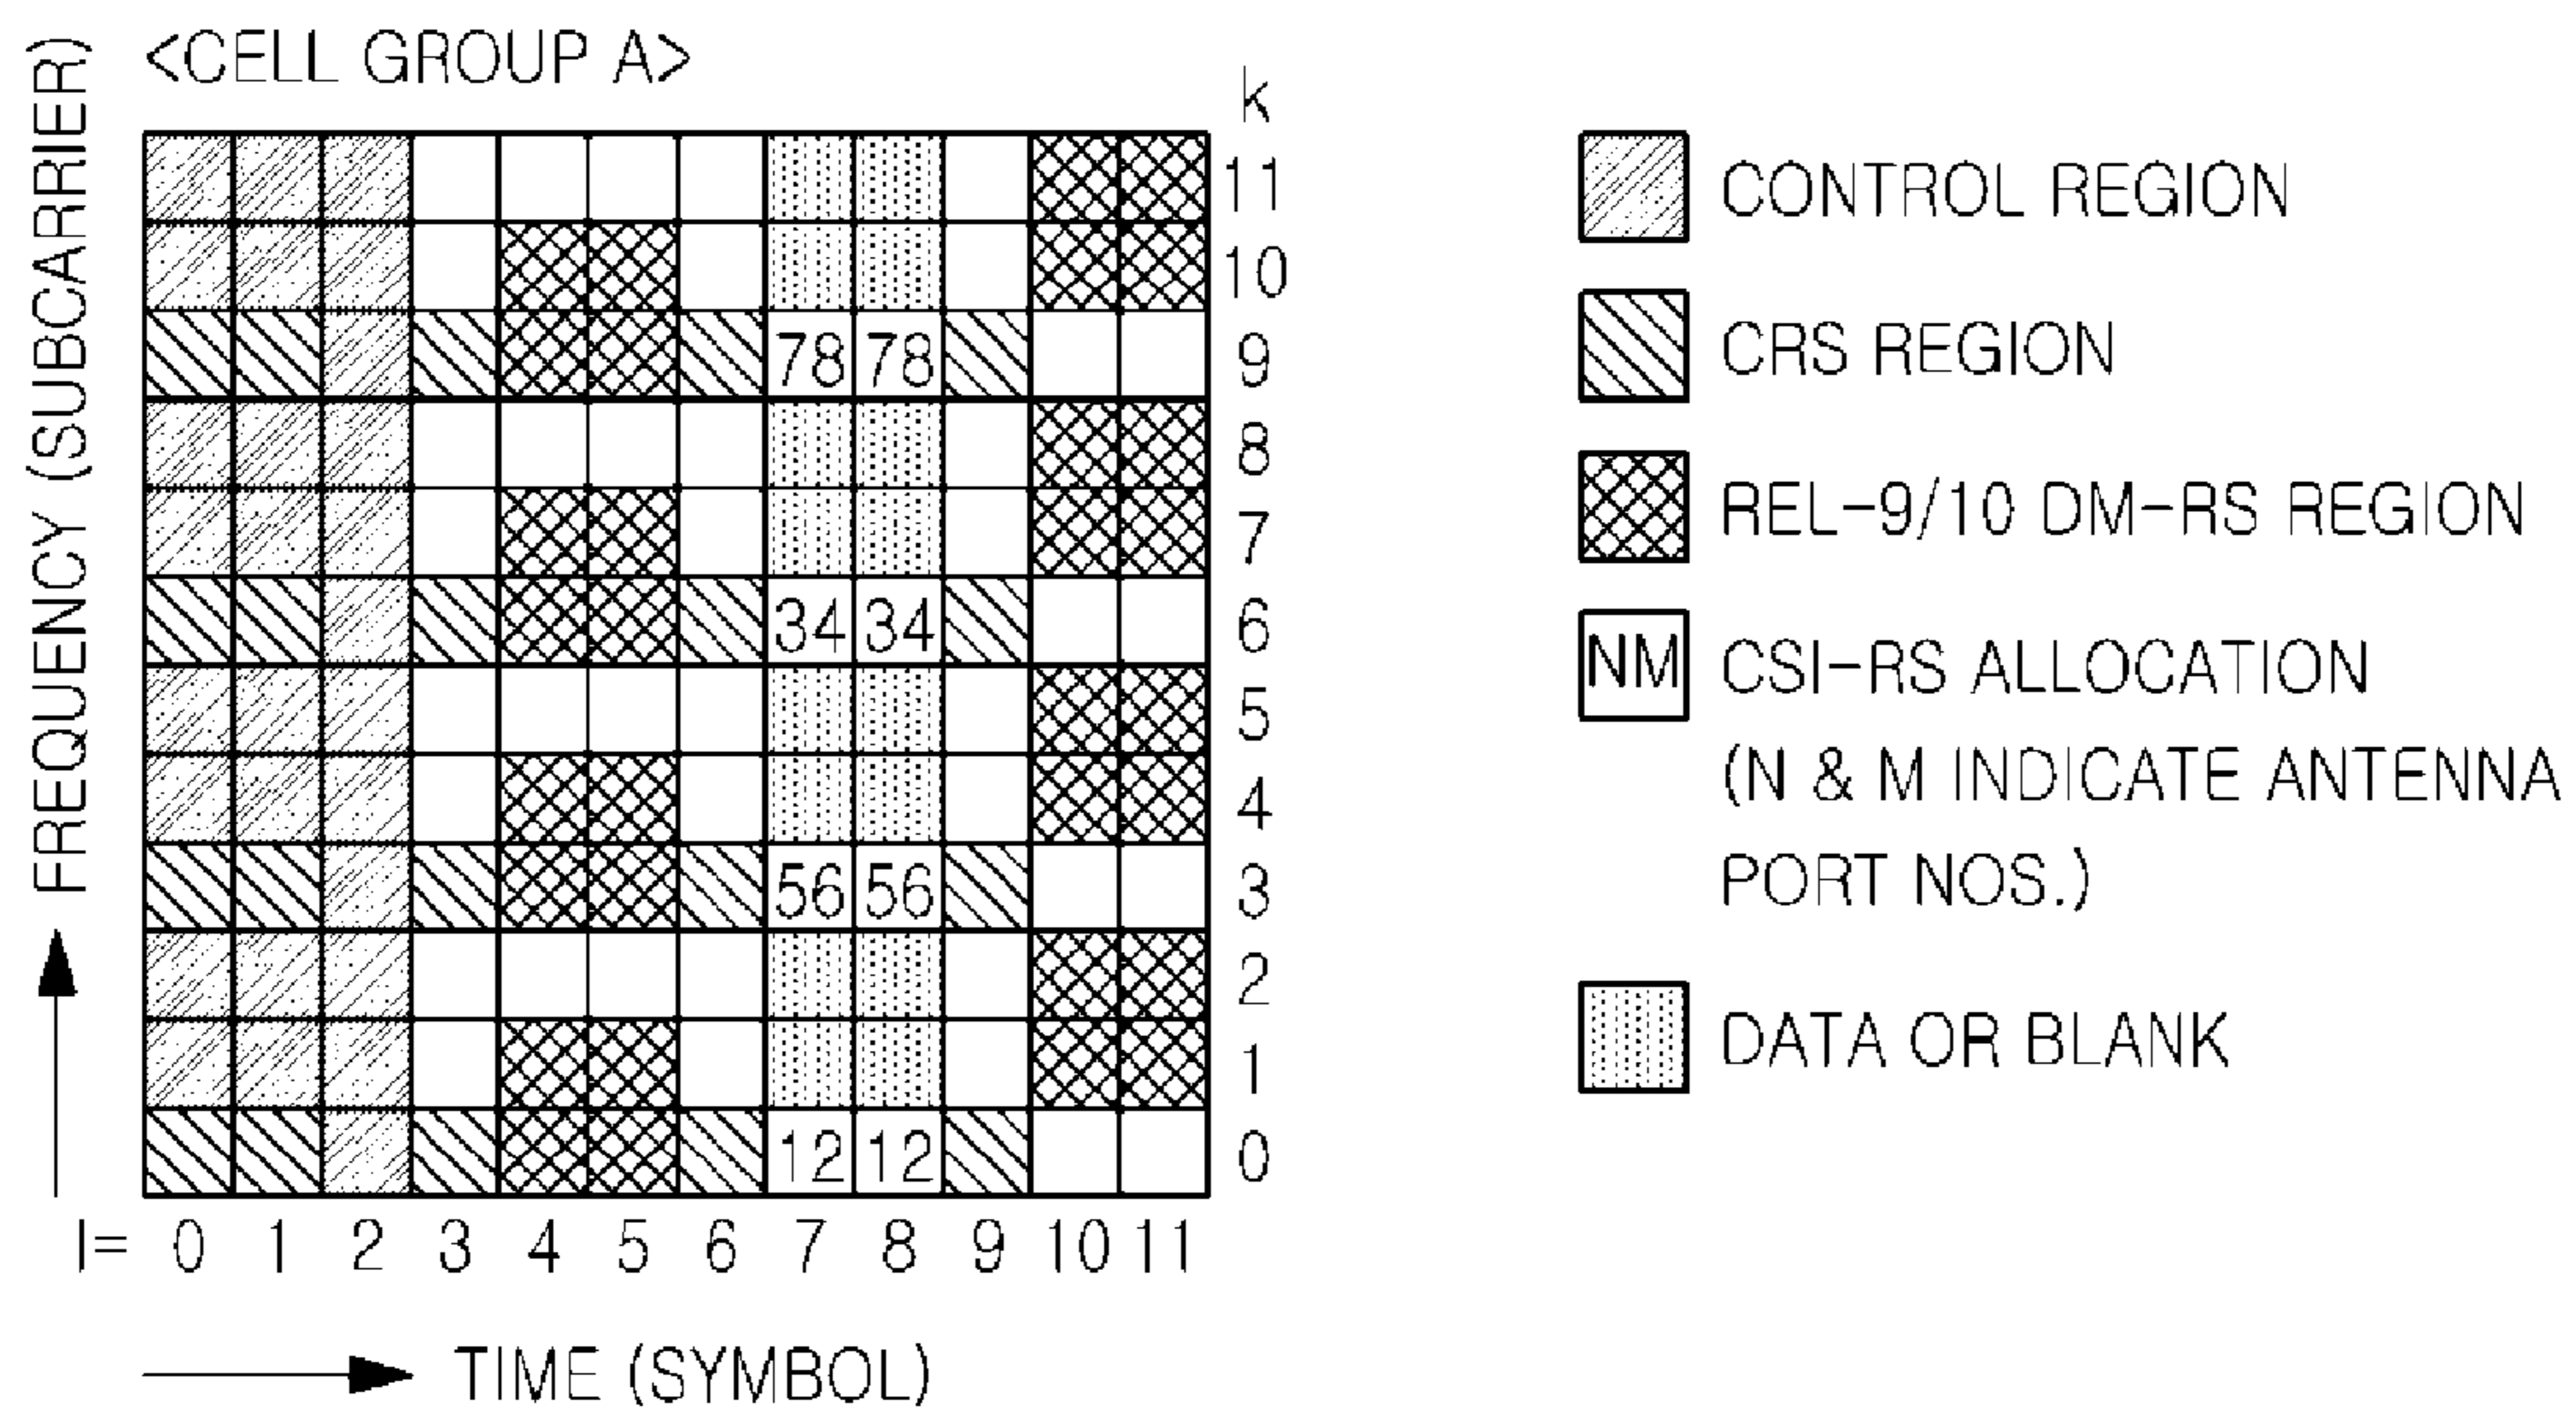 <CELL GROUP A>
FREQUENCY (SUBCARRIER)
k
11
10
78 78 9
8
7
34 34 6
5
4
56 56 3
2
1
12 12 0
l= 0 1 2 3 4 5 6 7 8 9 10 11
TIME (SYMBOL)
CONTROL REGION
CRS REGION
REL-9/10 DM-RS REGION
NM CSI-RS ALLOCATION
(N & M INDICATE ANTENNA
PORT NOS.)
DATA OR BLANK